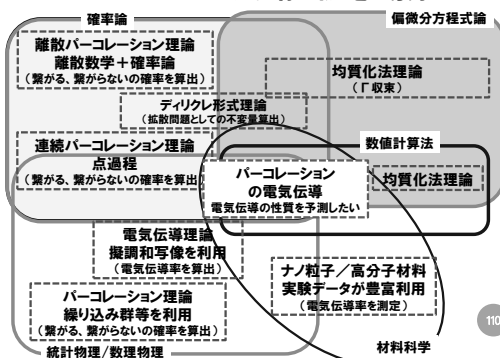 確率論
偏微分方程式論
離散パーコレーション理論
離散数学+確率論
(繋がる、繋がらないの確率を算出)
均質化法理論
(Γ収束)
ディリクレ形式理論
(拡散問題としての不変量算出)
連続パーコレーション理論
点過程
(繋がる、繋がらないの確率を算出)
数値計算法
パーコレーション
の電気伝導
電気伝導の性質を予測したい
均質化法理論
電気伝導理論
擬調和写像を利用
(電気伝導率を算出)
ナノ粒子/高分子材料
実験データが豊富利用
(電気伝導率を測定)
パーコレーション理論
繰り込み群等を利用
(繋がる、繋がらないの確率を算出)
110
統計物理/数理物理
材料科学